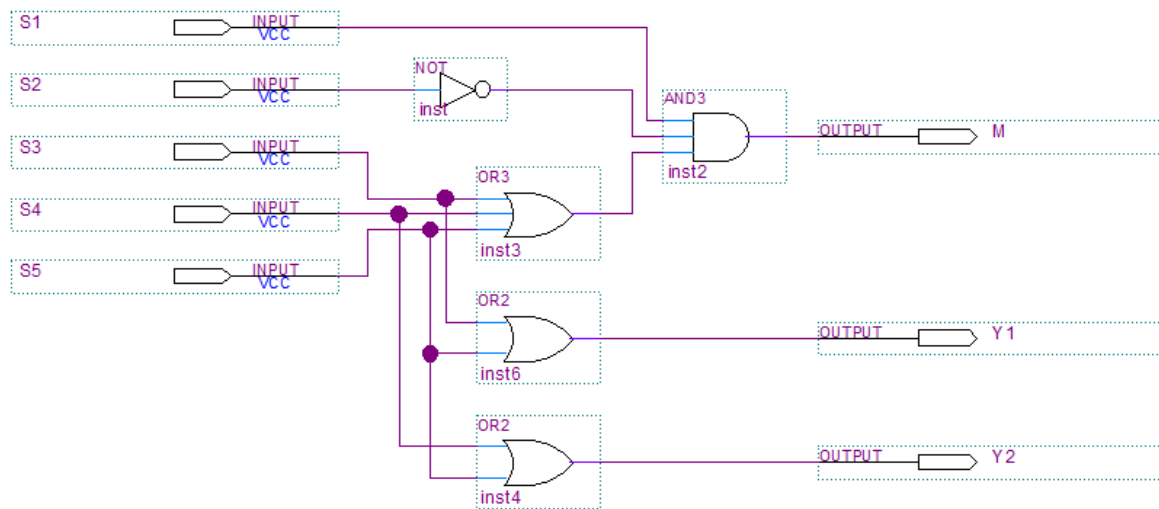 S1 INPUT
VCC
S2 INPUT
VCC
NOT
inst
AND3
S3 INPUT
VCC
OUTPUT M
inst2
OR3
S4 INPUT
VCC
inst3
S5 INPUT
VCC
OR2
OUTPUT Y1
inst6
OR2
OUTPUT Y2
inst4